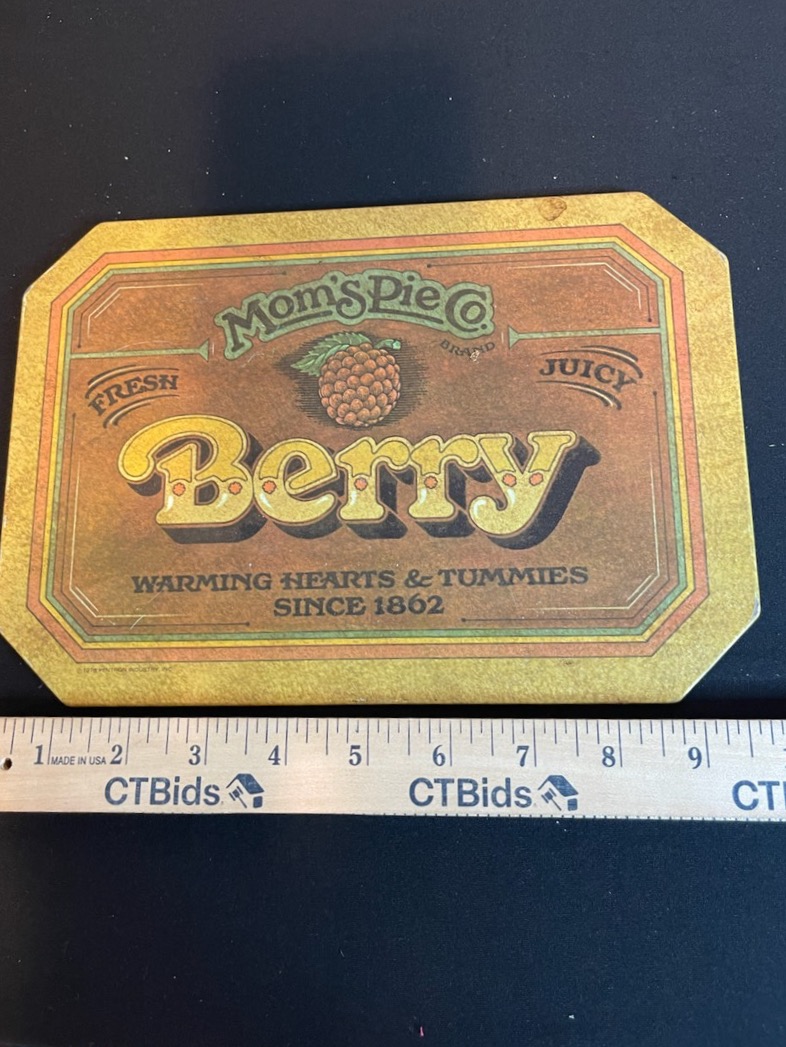 Mom's Pie Co.
BRAND
FRESH
JUICY
Berry
WARMING HEARTS & TUMMIES
SINCE 1862
1 MADE IN USA 2 3 4 5 6 7 8 9
CTBids CTBids CT